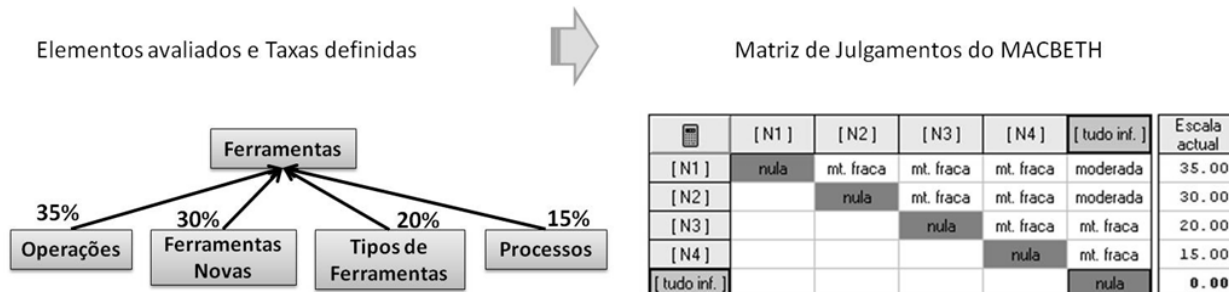 Elementos avaliados e Taxas definidas
Matriz de Julgamentos do MACBETH
Ferramentas
35% 30% 20% 15%
Operações
Ferramentas
Novas
Tipos de
Ferramentas
Processos
[ N1 ] [ N2 ] [ N3 ] [ N4 ] [ tudo inf. ] Escala
actual
[ N1 ] nula mt. fraca mt. fraca mt. fraca moderada 35.00
[ N2 ] nula mt. fraca mt. fraca moderada 30.00
[ N3 ] nula mt. fraca mt. fraca 20.00
[ N4 ] nula mt. fraca 15.00
[ tudo inf. ] nula 0.00